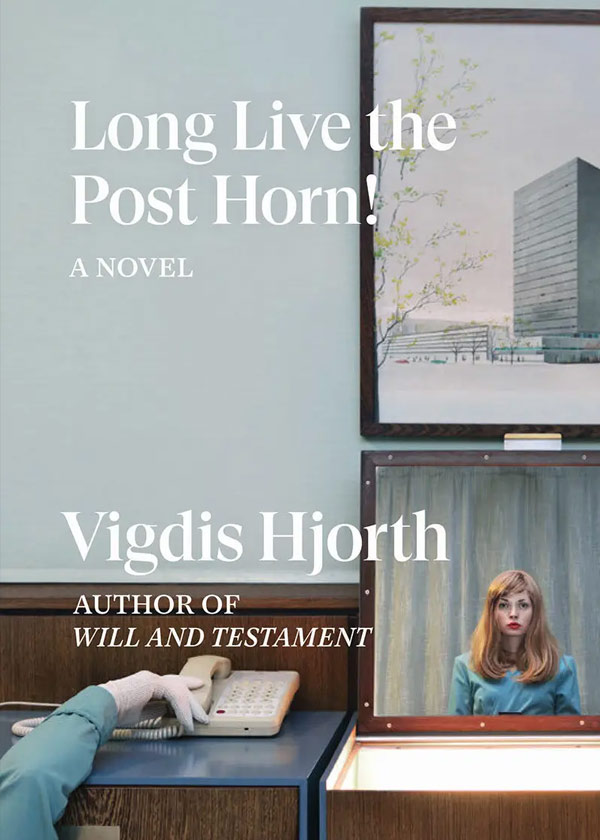 Long Live the
Post Horn!
A NOVEL
Vigdis Hjorth
AUTHOR OF
WILL AND TESTAMENT